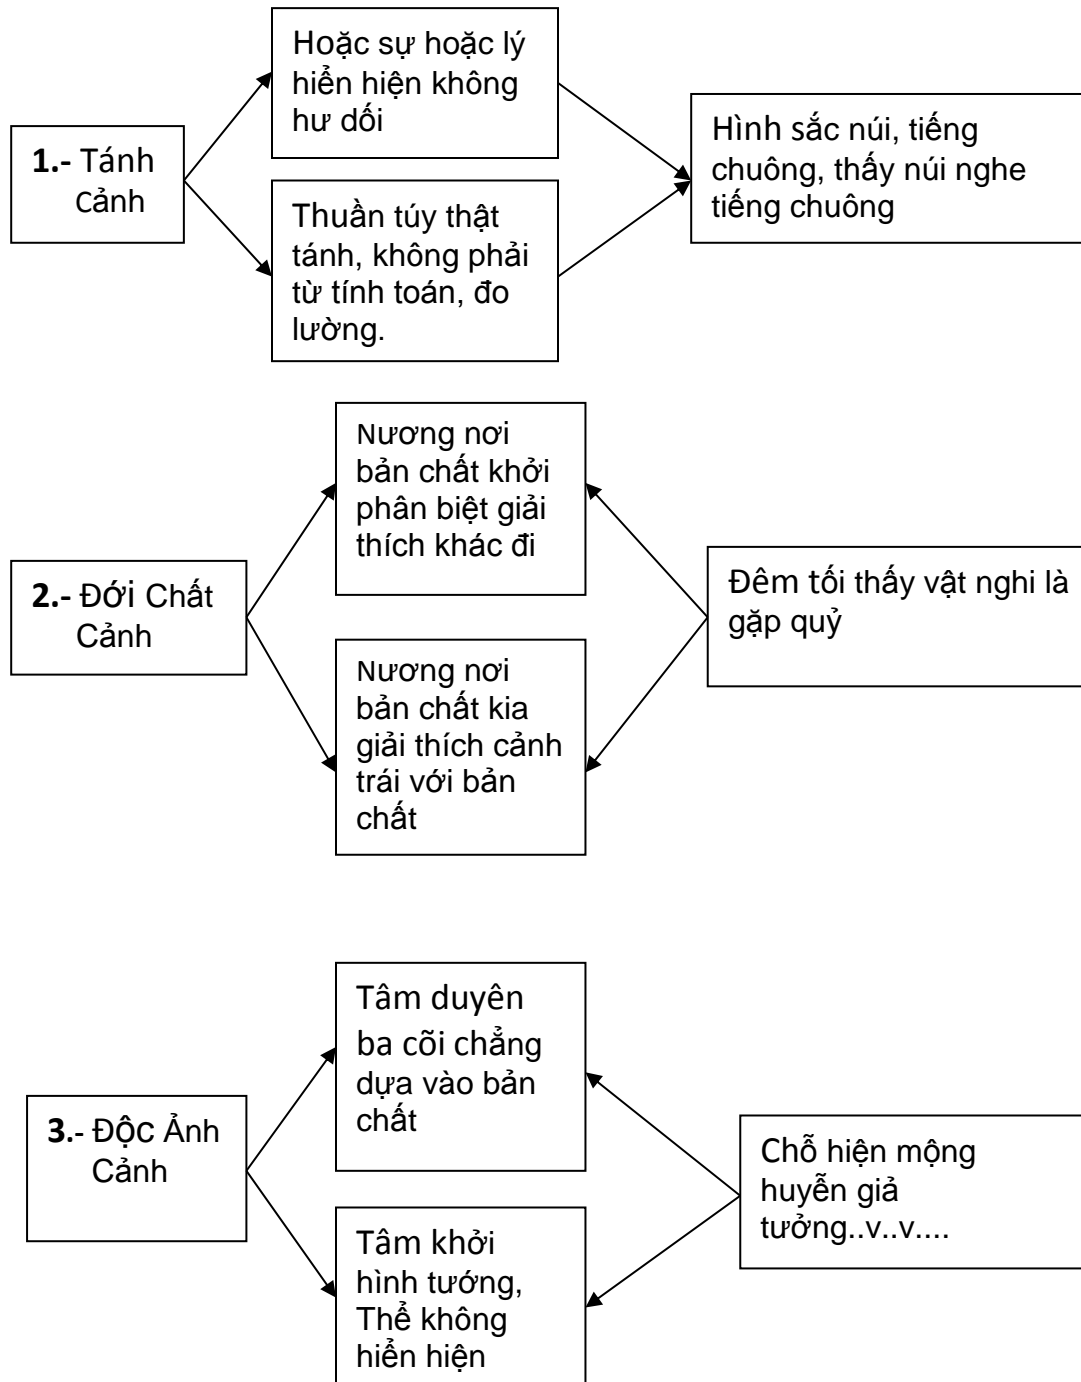 1.- Tánh
Cảnh
Hoặc sự hoặc lý
hiển hiện không
hư dối
Thuần túy thật
tánh, không phải
từ tính toán, đo
lường.
Hình sắc núi, tiếng
chuông, thấy núi nghe
tiếng chuông
2.- Đới Chất
Cảnh
Nương nơi
bản chất khởi
phân biệt giải
thích khác đi
Nương nơi
bản chất kia
giải thích cảnh
trái với bản
chất
Đêm tối thấy vật nghi là
gặp quỷ
3.- Độc Ảnh
Cảnh
Tâm duyên
ba cõi chẳng
dựa vào bản
chất
Tâm khởi
hình tướng,
Thể không
hiển hiện
Chỗ hiện mộng
huyễn giả
tưởng..v..v....